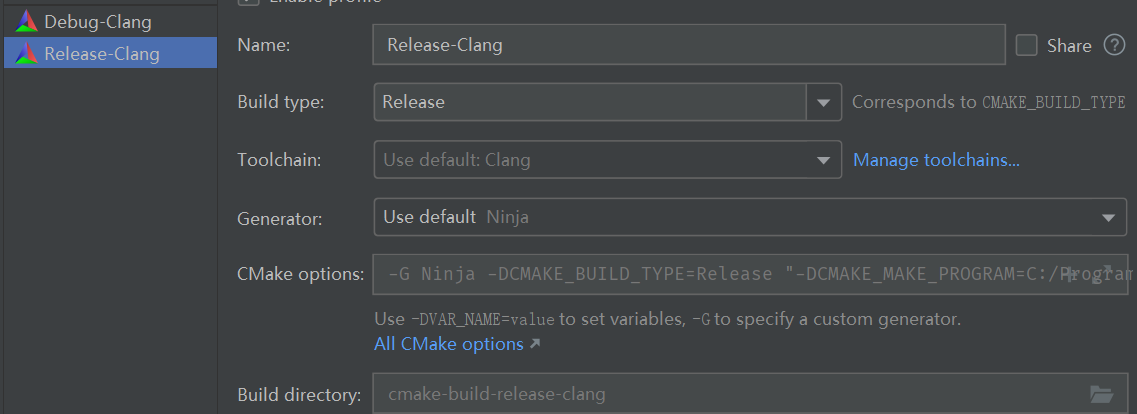 Enable profile
Debug-Clang
Release-Clang
Name:
Release-Clang
Share
?
Build type:
Release
Corresponds to CMAKE_BUILD_TYPE
Toolchain:
Use default: Clang
Manage toolchains...
Generator:
Use default Ninja
CMake options:
-G Ninja -DCMAKE_BUILD_TYPE=Release "-DCMAKE_MAKE_PROGRAM=C:/Program
Use -DVAR_NAME=value to set variables, -G to specify a custom generator.
All CMake options ↗
Build directory:
cmake-build-release-clang